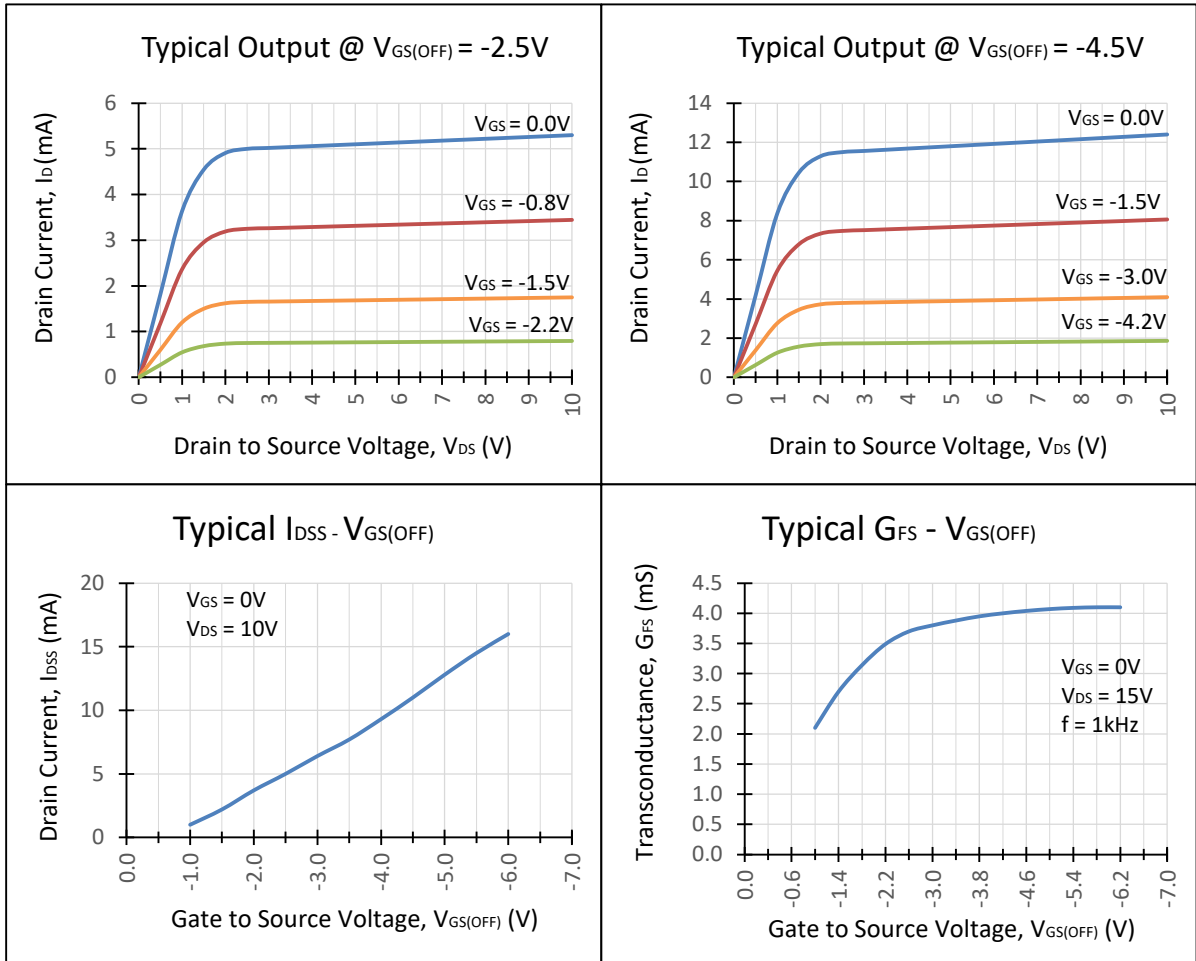 Typical Output @ VGS(OFF) = -2.5V
Drain Current, ID (mA)
6
5
4
3
2
1
0
VGS = 0.0V
VGS = -0.8V
VGS = -1.5V
VGS = -2.2V
0 1 2 3 4 5 6 7 8 9 10
Drain to Source Voltage, VDS (V)
Typical Output @ VGS(OFF) = -4.5V
Drain Current, ID (mA)
14
12
10
8
6
4
2
0
VGS = 0.0V
VGS = -1.5V
VGS = -3.0V
VGS = -4.2V
0 1 2 3 4 5 6 7 8 9 10
Drain to Source Voltage, VDS (V)
Typical IDSS - VGS(OFF)
Drain Current, IDSS (mA)
20
15
10
5
0
VGS = 0V
VDS = 10V
0.0 -1.0 -2.0 -3.0 -4.0 -5.0 -6.0 -7.0
Gate to Source Voltage, VGS(OFF) (V)
Typical GFS - VGS(OFF)
Transconductance, GFS (mS)
4.5
4.0
3.5
3.0
2.5
2.0
1.5
1.0
0.5
0.0
VGS = 0V
VDS = 15V
f = 1kHz
0.0 -0.6 -1.4 -2.2 -3.0 -3.8 -4.6 -5.4 -6.2 -7.0
Gate to Source Voltage, VGS(OFF) (V)